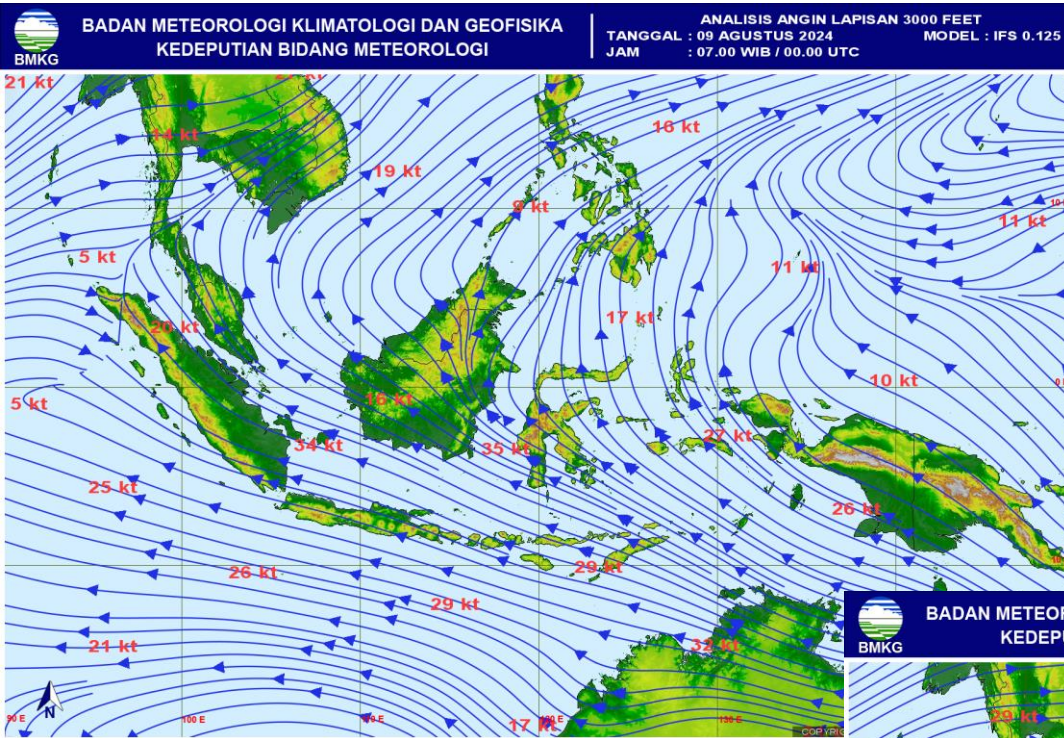 BMKG
BADAN METEOROLOGI KLIMATOLOGI DAN GEOFISIKA
KEDEPUTIAN BIDANG METEOROLOGI
ANALISIS ANGIN LAPISAN 3000 FEET
TANGGAL : 09 AGUSTUS 2024
MODEL : IFS 0.125
JAM : 07.00 WIB / 00.00 UTC
21 kt
14 kt
16 kt
19 kt
9 kt
11 kt
5 kt
11 kt
20 kt
17 kt
10 kt
5 kt
16 kt
34 kt
35 kt
27 kt
25 kt
26 kt
26 kt
29 kt
29 kt
21 kt
32 kt
17 kt
N
90 E
100 E
130 E
BMKG
BADAN METEO
KEDEP
29 kt